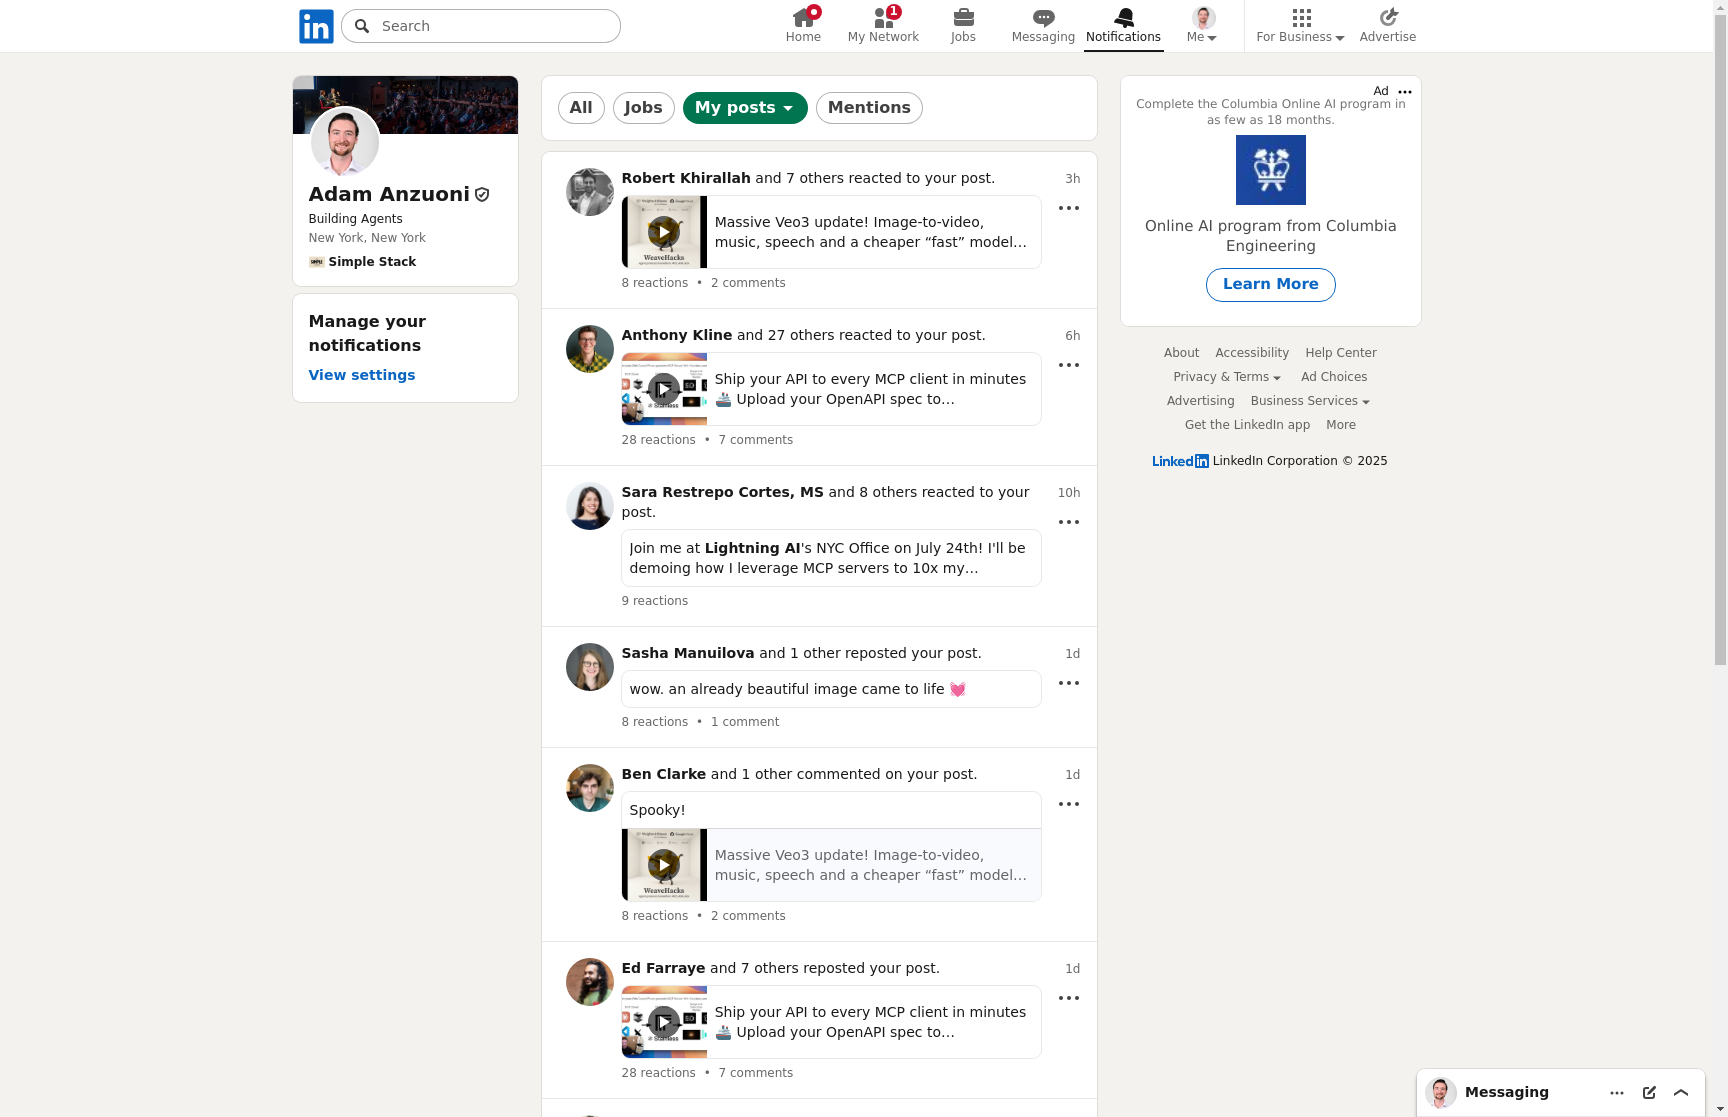 Search
Home
1
My Network
Jobs
Messaging
Notifications
Me
For Business
Advertise
Adam Anzuoni
Building Agents
New York, New York
Simple Stack
Manage your
notifications
View settings
All
Jobs
My posts
Mentions
Robert Khirallah and 7 others reacted to your post.
3h
WeaveHacks
Massive Veo3 update! Image-to-video,
music, speech and a cheaper “fast” model...
8 reactions • 2 comments
Anthony Kline and 27 others reacted to your post.
6h
Stainless
Ship your API to every MCP client in minutes
🚢 Upload your OpenAPI spec to...
28 reactions • 7 comments
Sara Restrepo Cortes, MS and 8 others reacted to your
post.
10h
Join me at Lightning AI's NYC Office on July 24th! I'll be
demoing how I leverage MCP servers to 10x my...
9 reactions
Sasha Manuilova and 1 other reposted your post.
1d
wow. an already beautiful image came to life 💓
8 reactions • 1 comment
Ben Clarke and 1 other commented on your post.
1d
Spooky!
WeaveHacks
Massive Veo3 update! Image-to-video,
music, speech and a cheaper “fast” model...
8 reactions • 2 comments
Ed Farraye and 7 others reposted your post.
1d
Stainless
Ship your API to every MCP client in minutes
🚢 Upload your OpenAPI spec to...
28 reactions • 7 comments
Ad
Complete the Columbia Online AI program in
as few as 18 months.
Online AI program from Columbia
Engineering
Learn More
About Accessibility Help Center
Privacy & Terms Ad Choices
Advertising Business Services
Get the LinkedIn app More
LinkedIn LinkedIn Corporation © 2025
Messaging